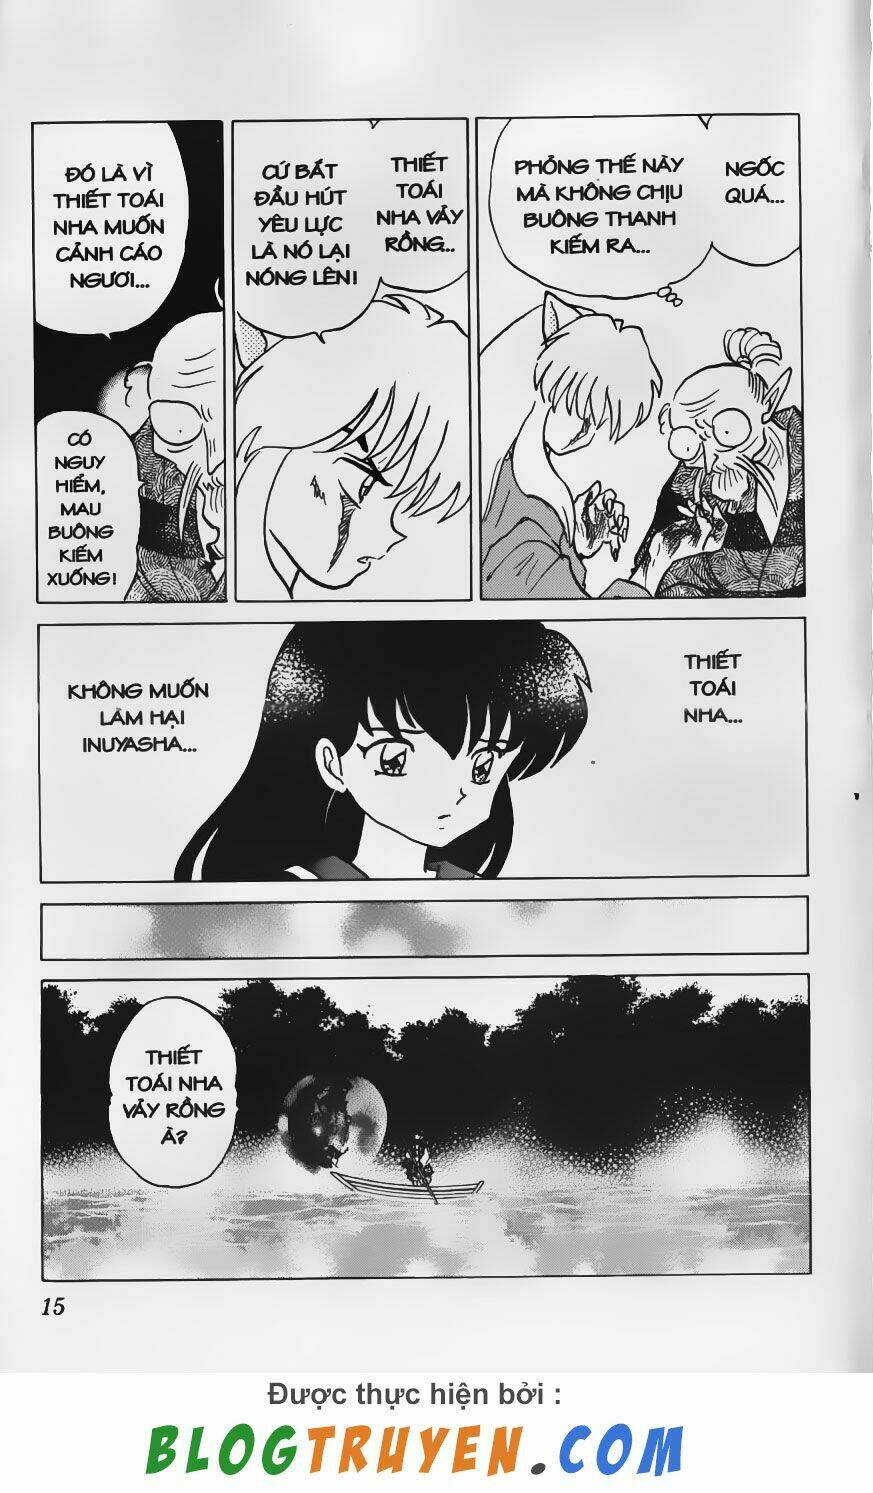 NGỐC
QUÁ...
PHỎNG THẾ NÀY
MÀ KHÔNG CHỊU
BUÔNG THANH
KIẾM RA...
THIẾT
TOÁI
NHA VẢY
RỒNG...
CỨ BẮT
ĐẦU HÚT
YÊU LỰC
LÀ NÓ LẠI
NÓNG LÊN!
ĐÓ LÀ VÌ
THIẾT TOÁI
NHA MUỐN
CẢNH CÁO
NGƯƠI...
CÓ
NGUY
HIỂM,
MAU
BUÔNG
KIẾM
XUỐNG!
THIẾT
TOÁI
NHA...
KHÔNG MUỐN
LÀM HẠI
INUYASHA...
THIẾT
TOÁI NHA
VẢY RỒNG
À?
15
Được thực hiện bởi :
BLOGTRUYEN.COM